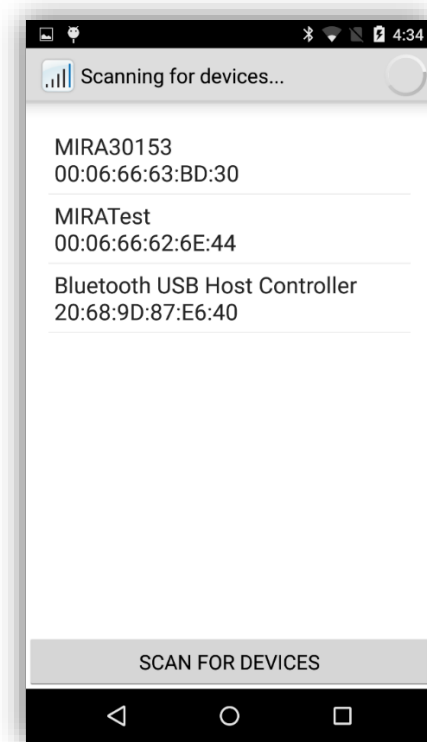 4:34
Scanning for devices...
MIRA30153
00:06:66:63:BD:30
MIRATest
00:06:66:62:6E:44
Bluetooth USB Host Controller
20:68:9D:87:E6:40
SCAN FOR DEVICES